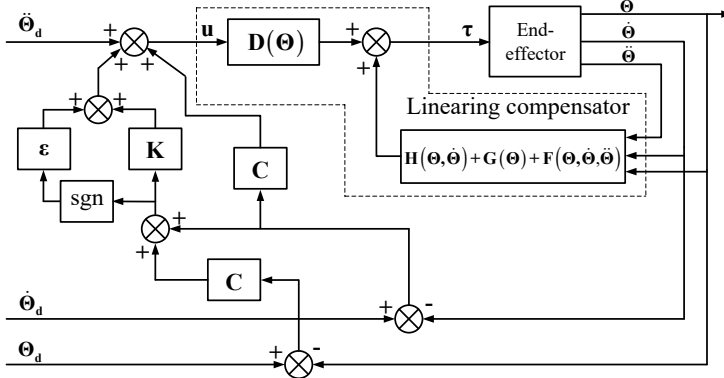 Θ̈d
+
+
+
u
D(Θ)
+
+
τ
End-
effector
Θ
Θ̇
Θ̈
Linearing compensator
H(Θ,Θ̇)+G(Θ)+F(Θ,Θ̇,Θ̈)
+
+
ε
K
C
sgn
+
+
C
Θ̇d
+
-
Θd
+
-